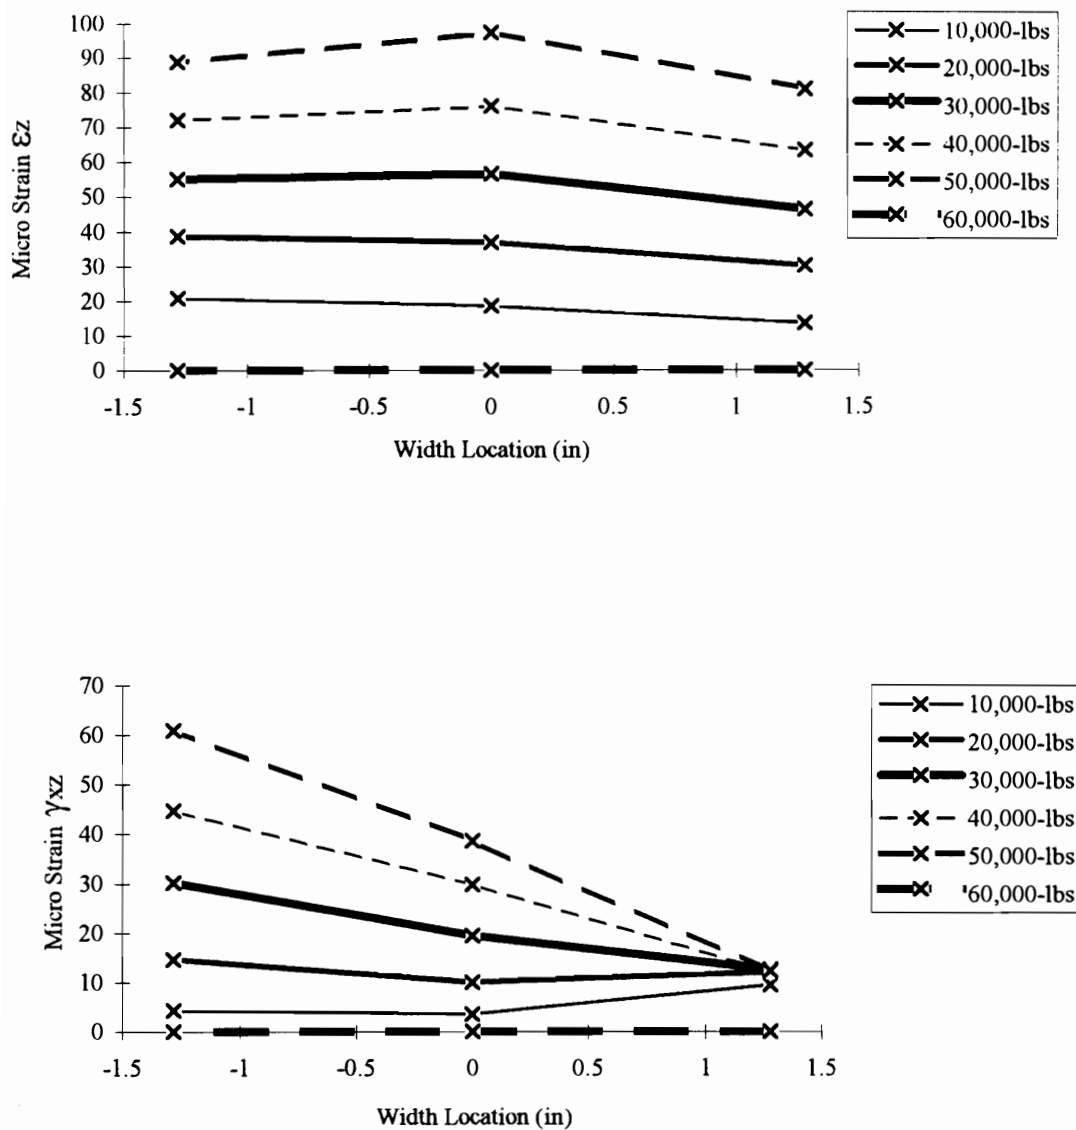 100
90
80
70
60
50
40
30
20
10
0
Micro Strain εz
-1.5 -1 -0.5 0 0.5 1 1.5
Width Location (in)
10,000-lbs
20,000-lbs
30,000-lbs
40,000-lbs
50,000-lbs
60,000-lbs
70
60
50
40
30
20
10
0
Micro Strain γxz
-1.5 -1 -0.5 0 0.5 1 1.5
Width Location (in)
10,000-lbs
20,000-lbs
30,000-lbs
40,000-lbs
50,000-lbs
60,000-lbs